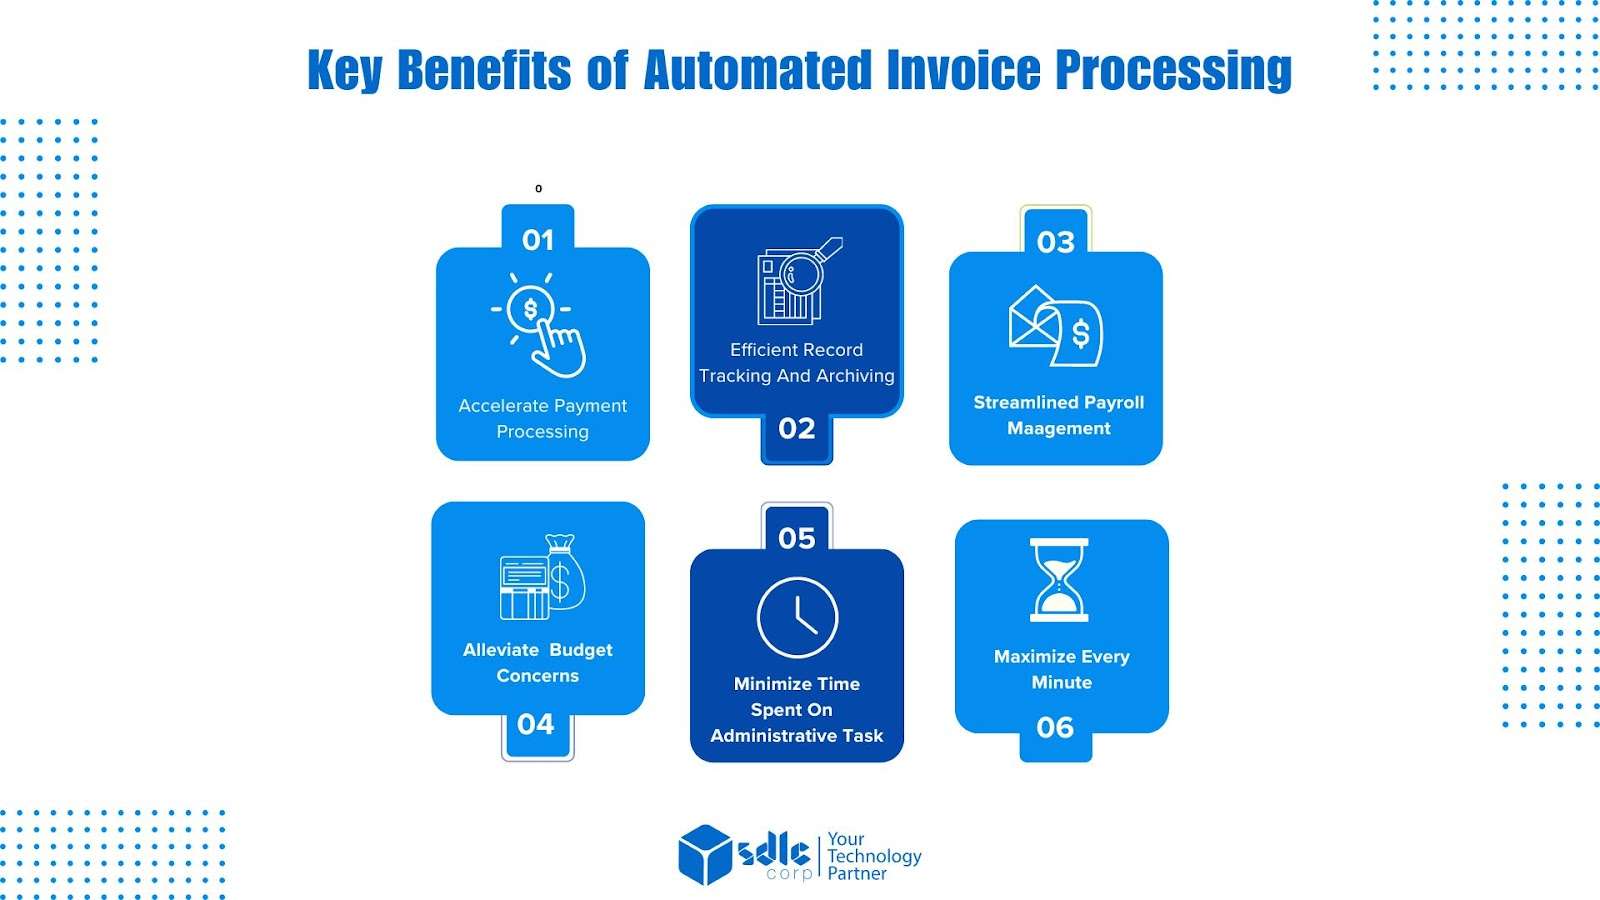 Key Benefits of Automated Invoice Processing
o
01
$
Accelerate Payment
Processing
Efficient Record
Tracking And Archiving
02
03
$
Streamlined Payroll
Maagement
$
Alleviate Budget
Concerns
04
05
Minimize Time
Spent On
Administrative Task
Maximize Every
Minute
06
sdlc
corp
Your
Technology
Partner